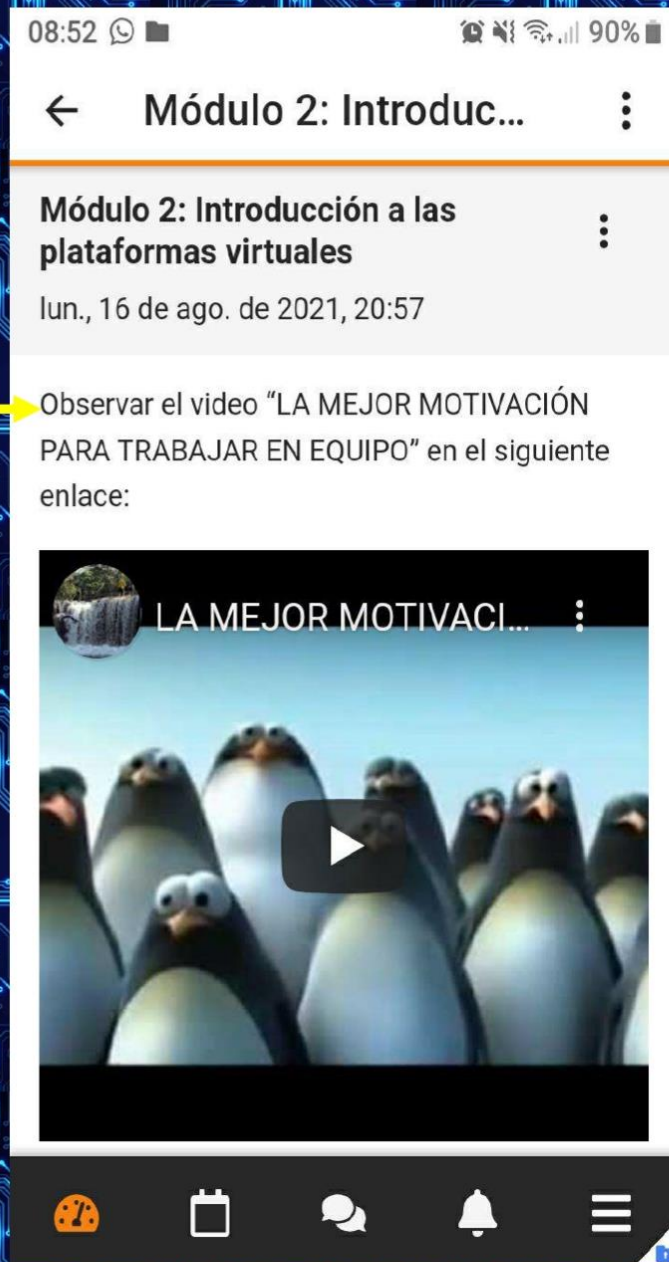 08:52
90%
Módulo 2: Introduc...
Módulo 2: Introducción a las
plataformas virtuales
lun., 16 de ago. de 2021, 20:57
Observar el video “LA MEJOR MOTIVACIÓN
PARA TRABAJAR EN EQUIPO” en el siguiente
enlace:
LA MEJOR MOTIVACI...